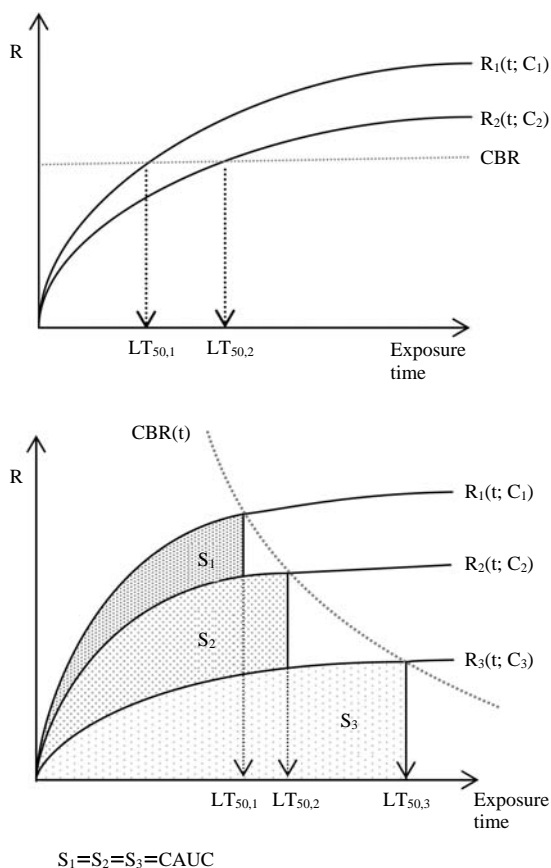 R
R₁(t; C₁)
R₂(t; C₂)
CBR
LT₅₀,₁
LT₅₀,₂
Exposure
time
CBR(t)
R
R₁(t; C₁)
S₁
R₂(t; C₂)
S₂
R₃(t; C₃)
S₃
LT₅₀,₁
LT₅₀,₂
LT₅₀,₃
Exposure
time
S₁=S₂=S₃=CAUC